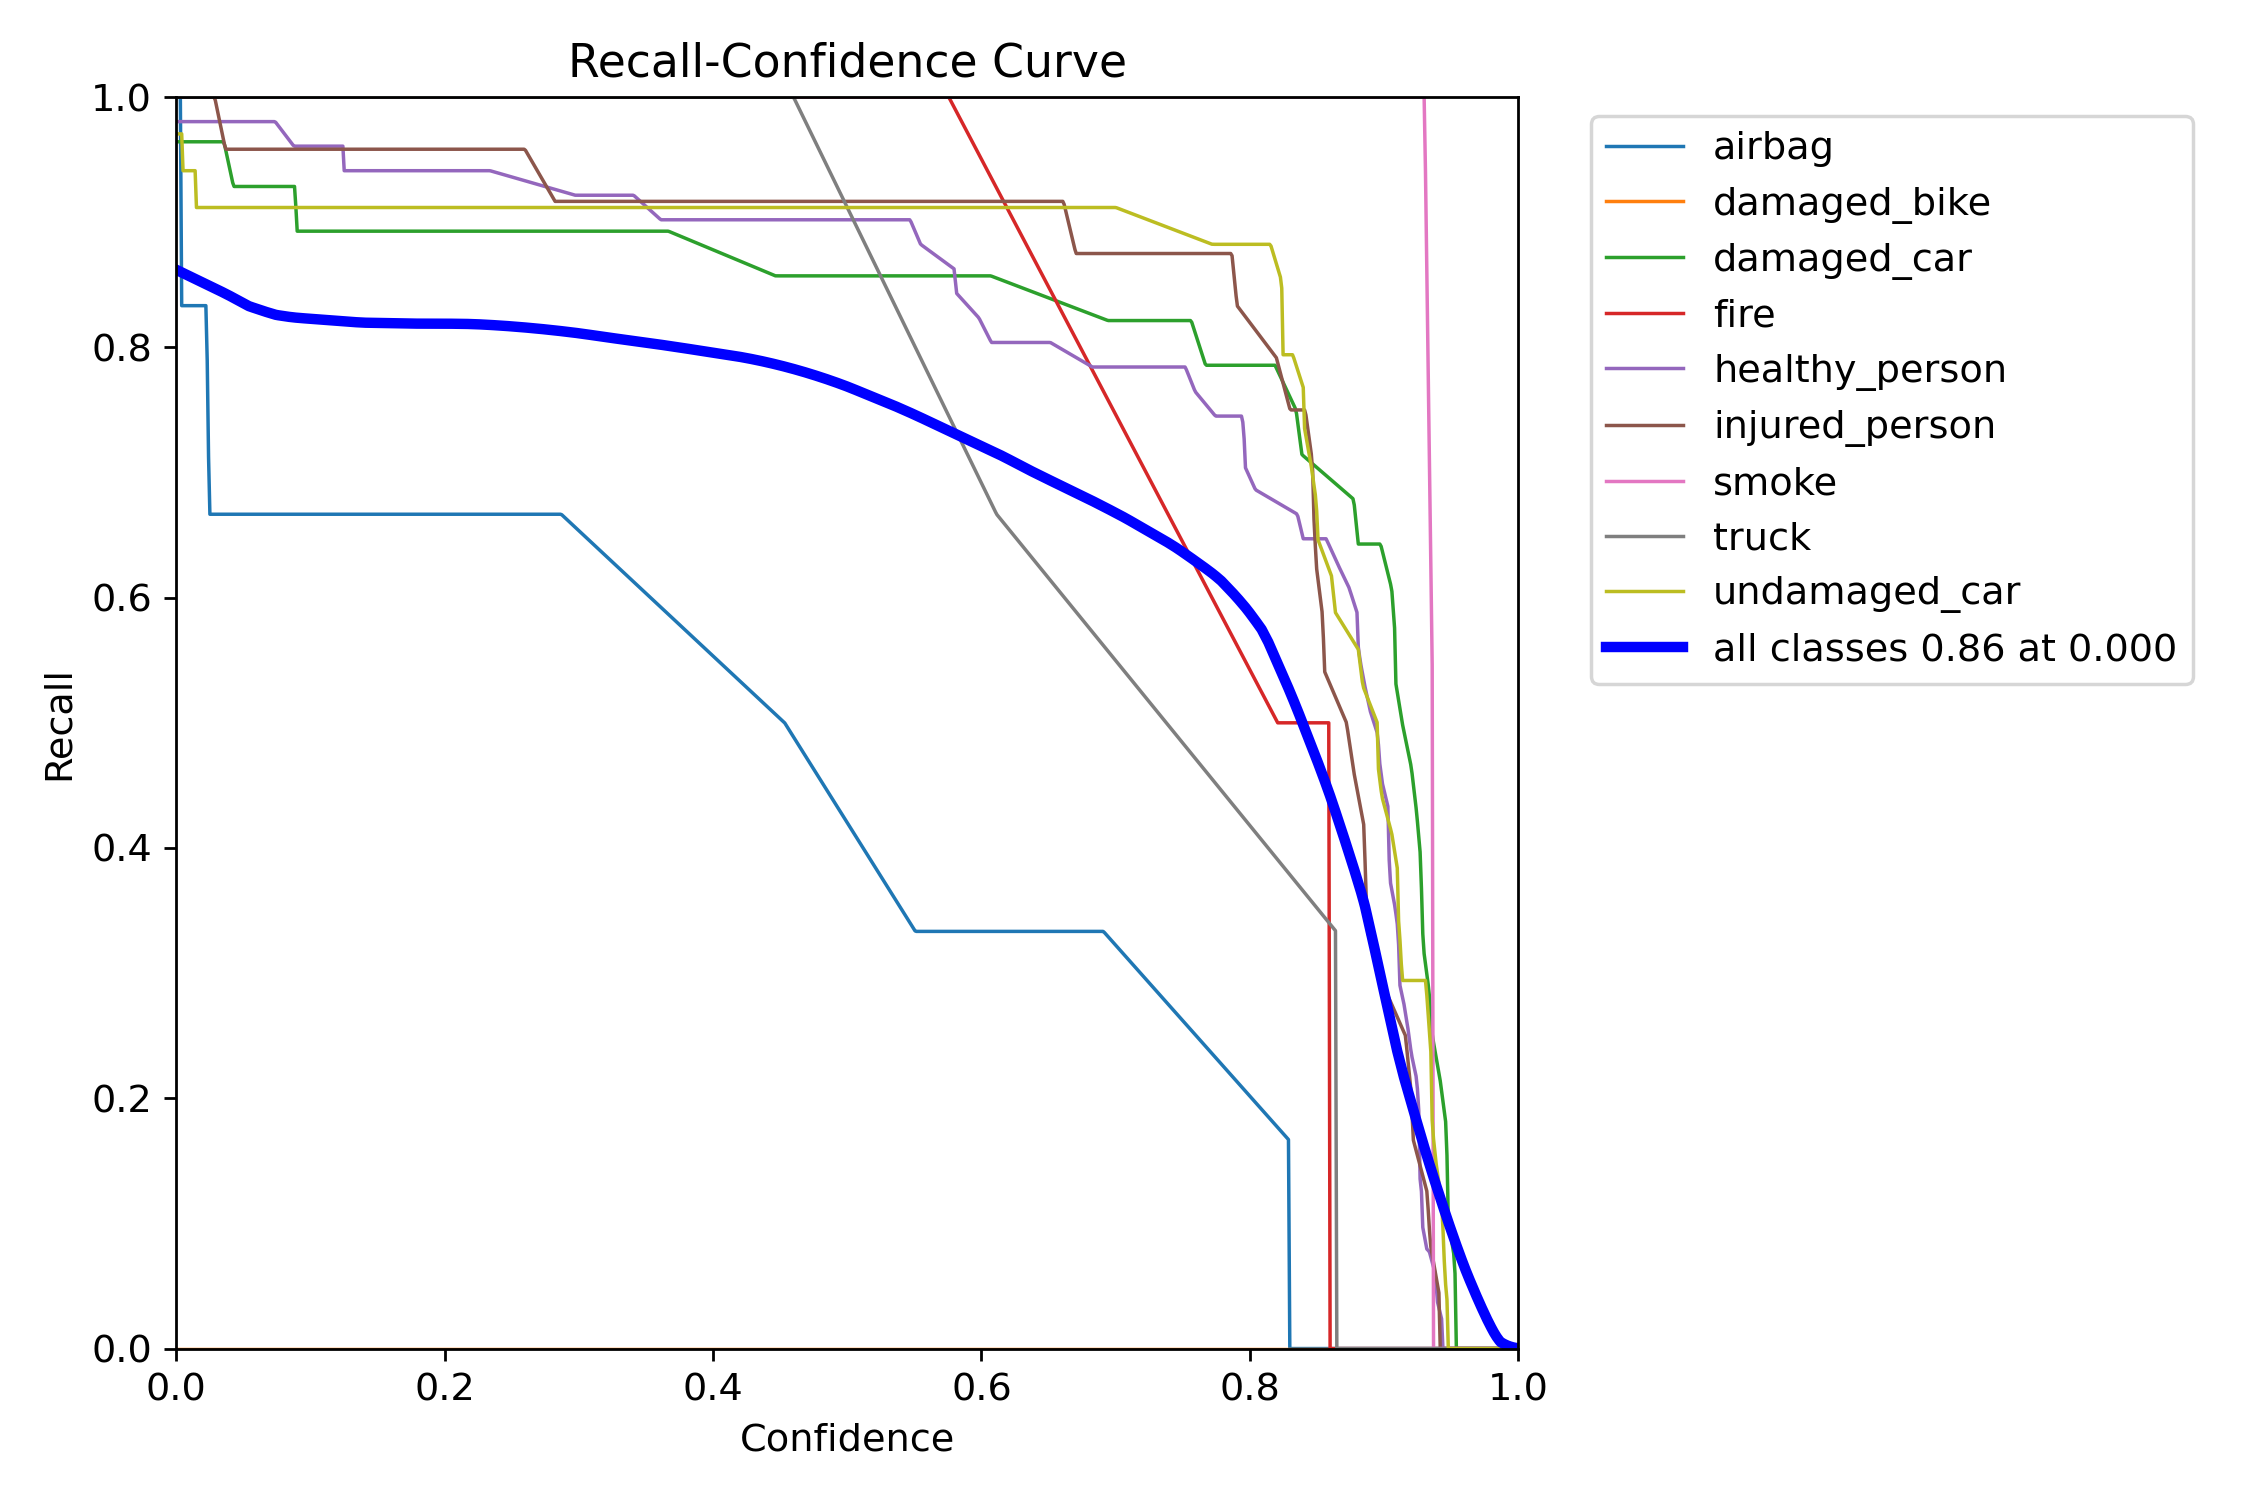 Recall-Confidence Curve
1.0
0.8
0.6
0.4
0.2
0.0
Recall
0.0 0.2 0.4 0.6 0.8 1.0
Confidence
airbag
damaged_bike
damaged_car
fire
healthy_person
injured_person
smoke
truck
undamaged_car
all classes 0.86 at 0.000